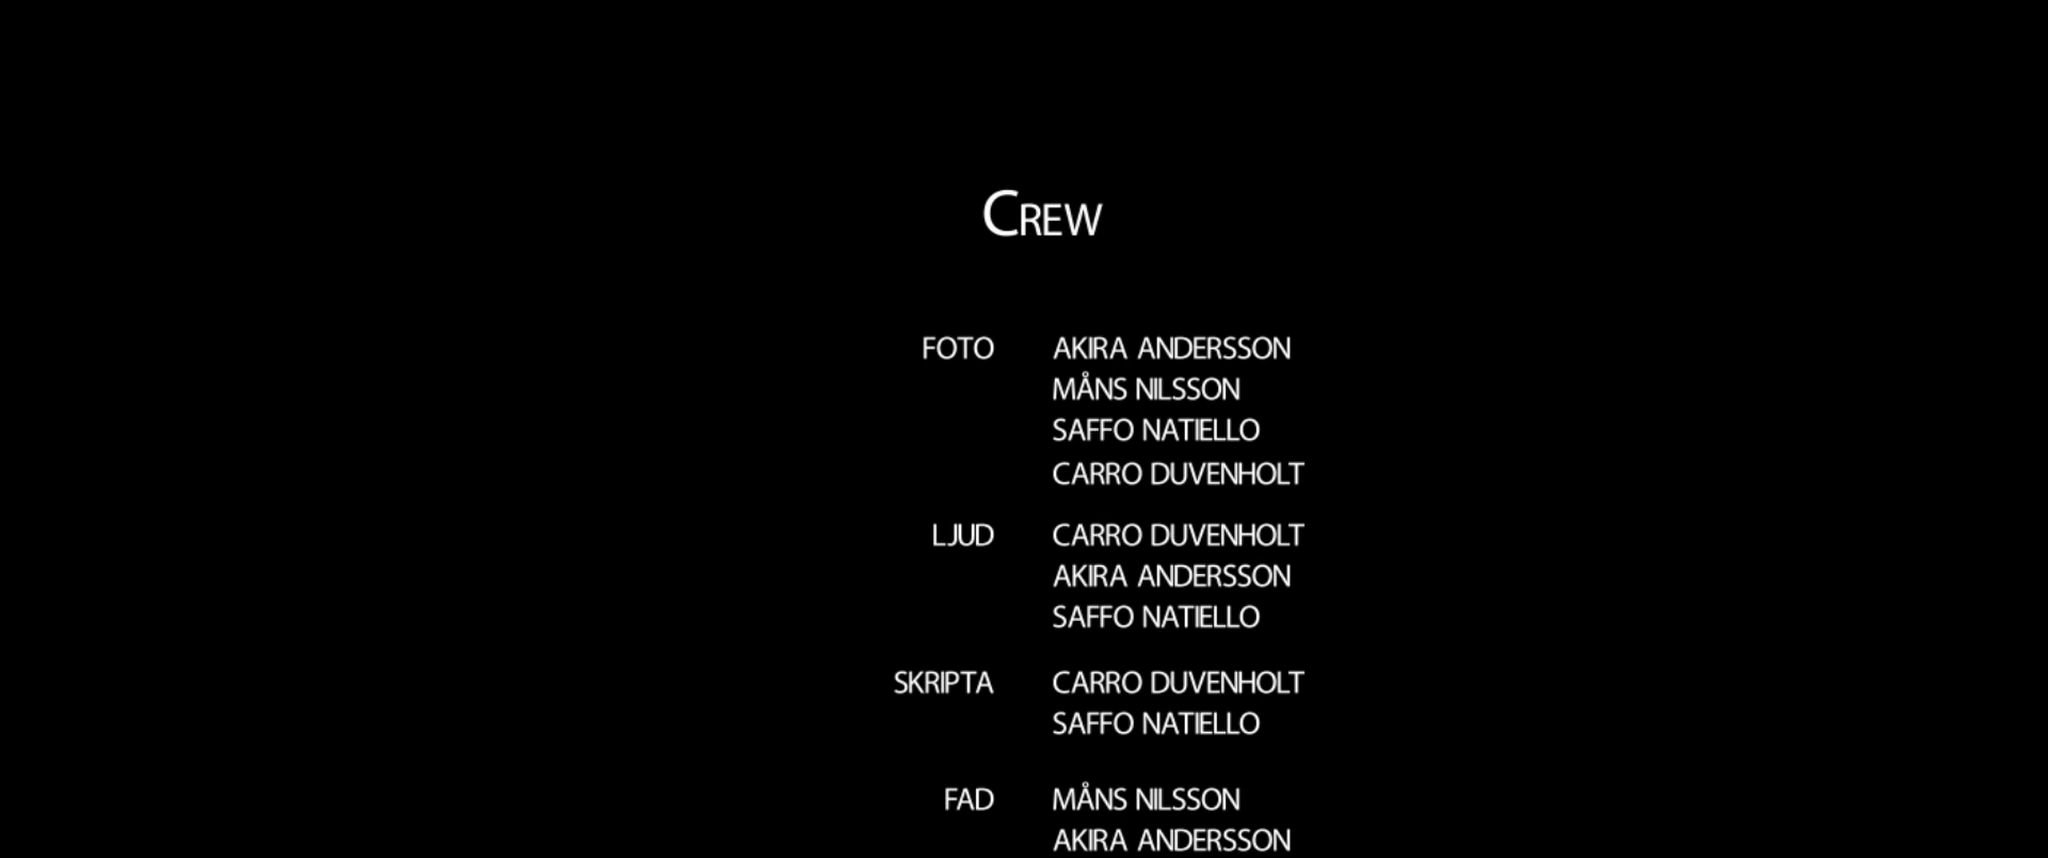 CREW
FOTO AKIRA ANDERSSON
MÅNS NILSSON
SAFFO NATIELLO
CARRO DUVENHOLT
LJUD CARRO DUVENHOLT
AKIRA ANDERSSON
SAFFO NATIELLO
SKRIPTA CARRO DUVENHOLT
SAFFO NATIELLO
FAD MÅNS NILSSON
AKIRA ANDERSSON